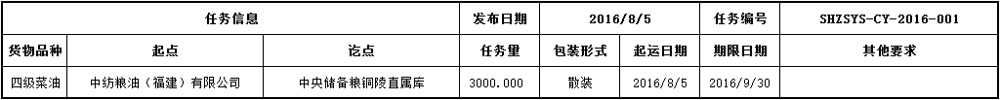 任务信息 发布日期 2016/8/5 任务编号 SHZSYS-CY-2016-001
货物品种 起点 讫点 任务量 包装形式 起运日期 期限日期 其他要求
四级菜油 中纺粮油（福建）有限公司 中央储备粮铜陵直属库 3000.000 散装 2016/8/5 2016/9/30